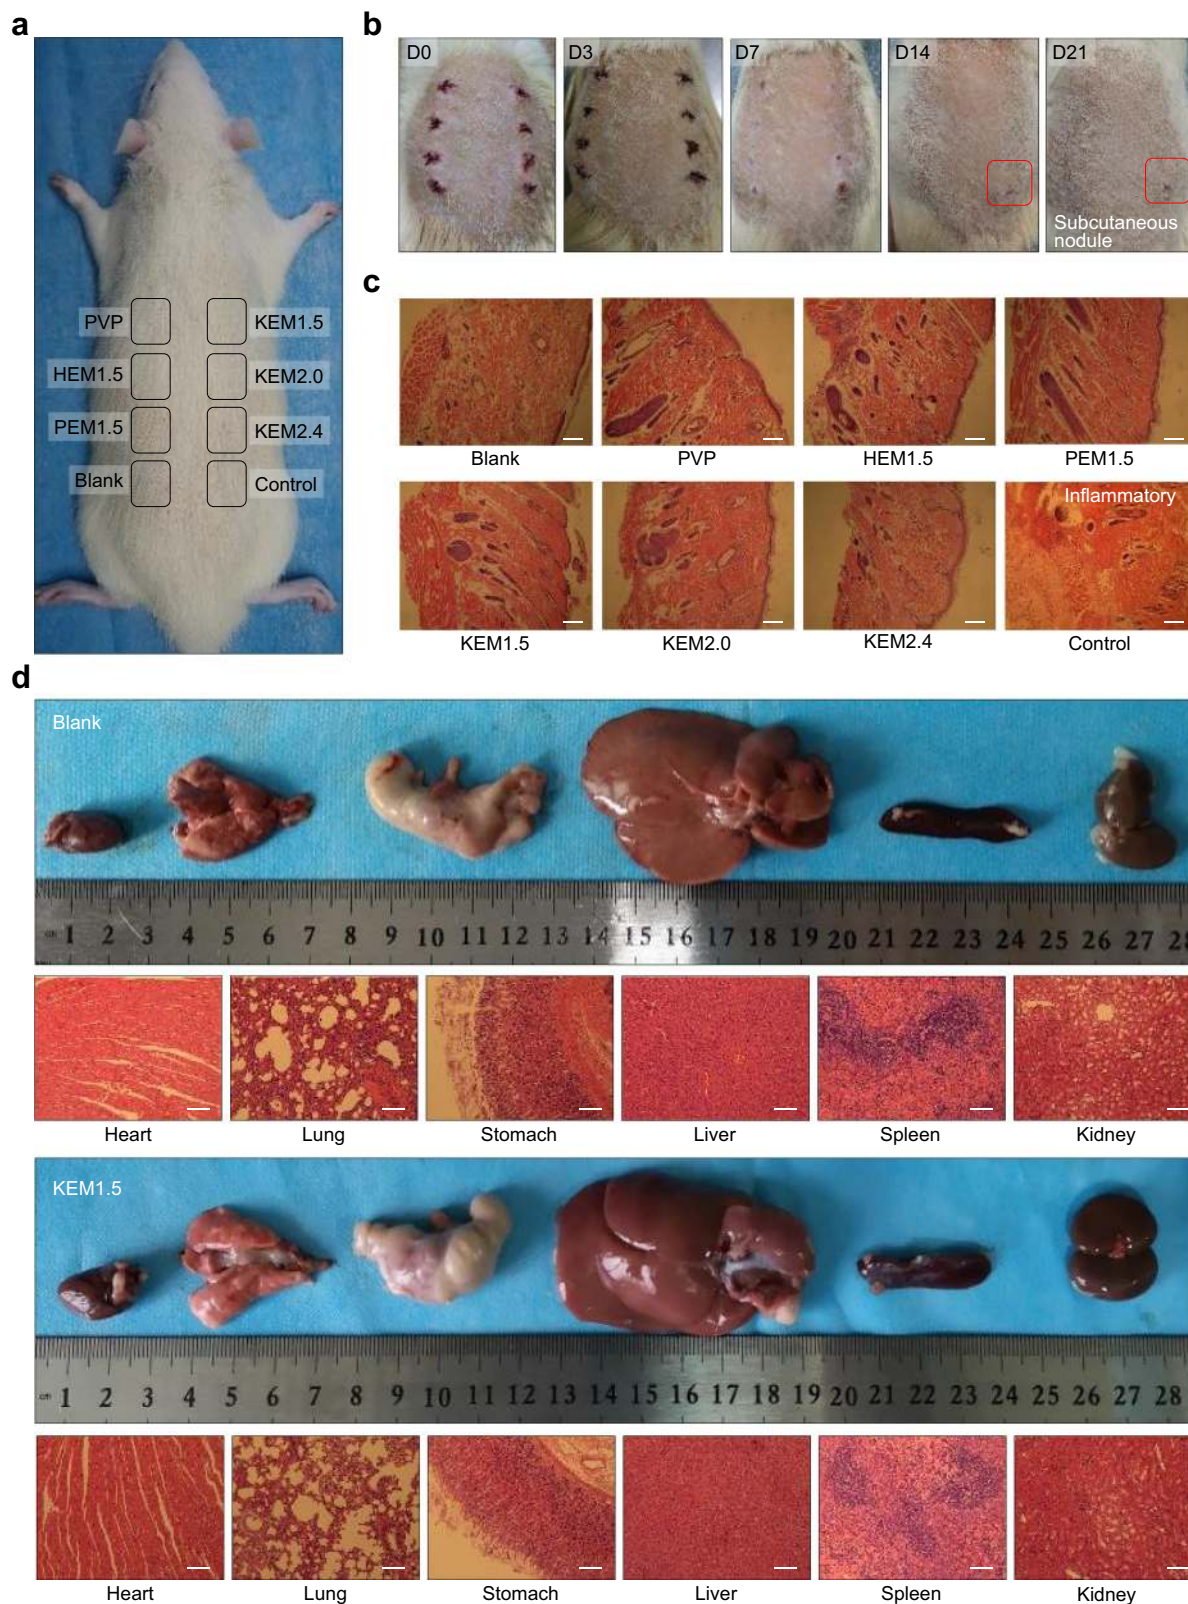 a
PVP
KEM1.5
HEM1.5
KEM2.0
PEM1.5
KEM2.4
Blank
Control
b
D0
D3
D7
D14
D21
Subcutaneous
nodule
c
Blank
PVP
HEM1.5
PEM1.5
Inflammatory
KEM1.5
KEM2.0
KEM2.4
Control
d
Blank
cm 1 2 3 4 5 6 7 8 9 10 11 12 13 14 15 16 17 18 19 20 21 22 23 24 25 26 27 28
Heart
Lung
Stomach
Liver
Spleen
Kidney
KEM1.5
cm 1 2 3 4 5 6 7 8 9 10 11 12 13 14 15 16 17 18 19 20 21 22 23 24 25 26 27 28
Heart
Lung
Stomach
Liver
Spleen
Kidney